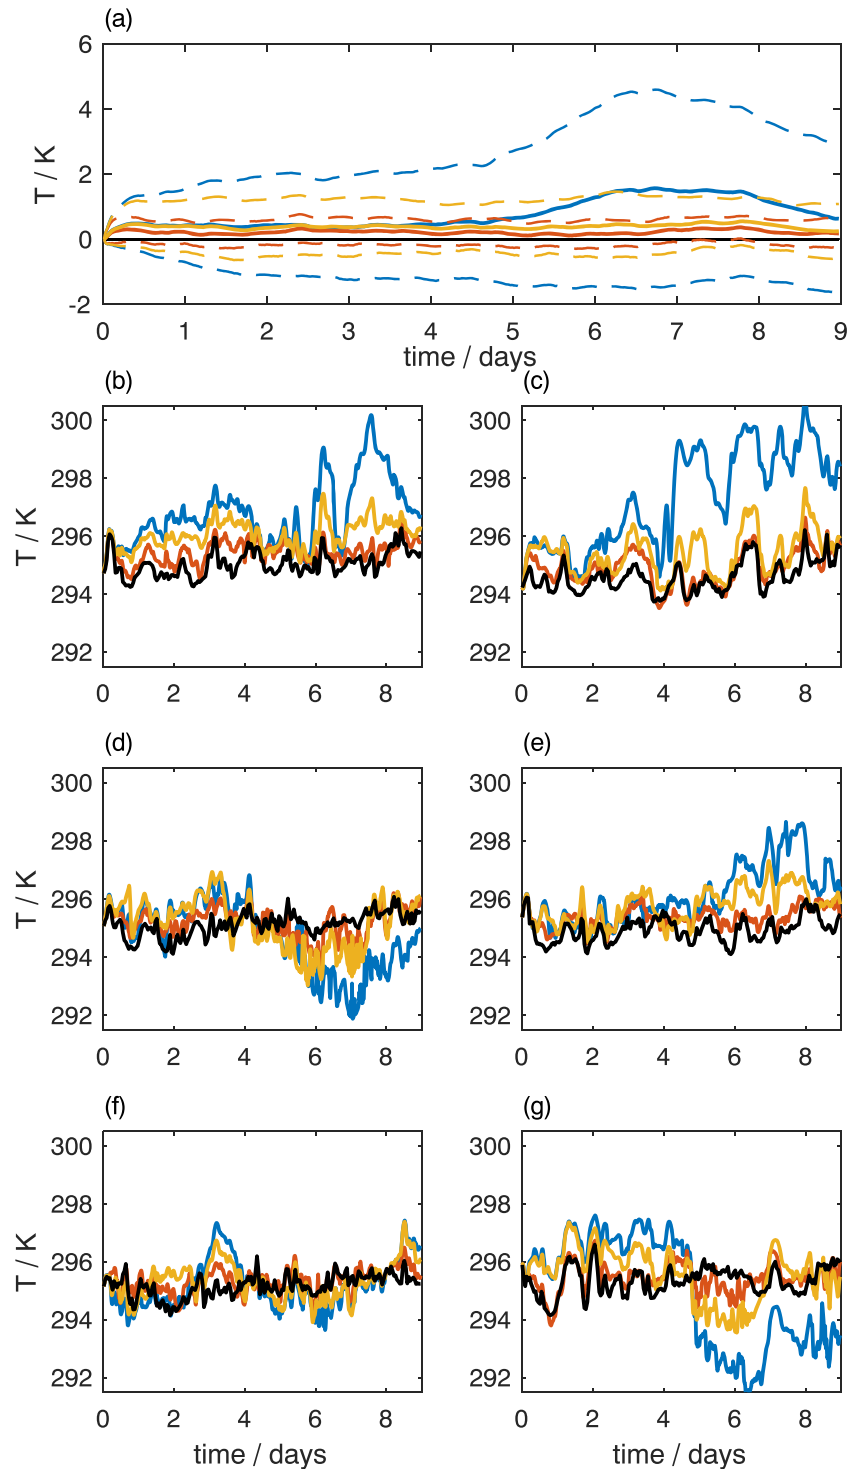 (a)
6
4
2
0
-2
T / K
0 1 2 3 4 5 6 7 8 9
time / days
(b) (c)
300 300
298 298
296 296
294 294
292 292
T / K
0 2 4 6 8 0 2 4 6 8
(d) (e)
300 300
298 298
296 296
294 294
292 292
T / K
0 2 4 6 8 0 2 4 6 8
(f) (g)
300 300
298 298
296 296
294 294
292 292
T / K
0 2 4 6 8 0 2 4 6 8
time / days time / days